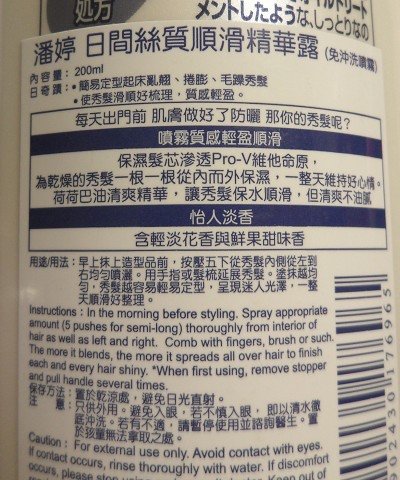 処方
メントしたような、しっとりなの
潘婷 日間絲質順滑精華露 (免沖洗噴霧)
內容量: 200ml
日奇蹟: •簡易定型起床亂翹、捲膨、毛躁秀髮
•使秀髮滑順好梳理，質感輕盈。
每天出門前 肌膚做好了防曬 那你的秀髮呢？
噴霧質感輕盈順滑
保濕髮芯滲透Pro-V維他命原，
為乾燥的秀髮一根一根從內而外保濕，一整天維持好心情。
荷荷巴油清爽精華，讓秀髮保水順滑，但清爽不油膩
怡人淡香
含輕淡花香與鮮果甜味香
用途/用法: 早上抹上造型品前，按壓五下從秀髮內側從左到
右均勻噴灑。用手指或髮梳延展秀髮。塗抹越均
勻，秀髮越容易輕易定型，呈現迷人光澤，一整
天順滑好整理。
Instructions : In the morning before styling. Spray appropriate
amount (5 pushes for semi-long) thoroughly from interior of
hair as well as left and right. Comb with fingers, brush or such.
The more it blends, the more it spreads all over hair to finish
each and every hair shiny. *When first using, remove stopper
and pull handle several times.
保存方法: 置於乾涼處，避免日光直射。
注 意: 只供外用。避免入眼，若不慎入眼，即以清水徹
底沖洗。若有不適，請暫停使用並諮詢醫生。置
於孩童無法拿取之處。
Caution : For external use only. Avoid contact with eyes.
If contact occurs, rinse thoroughly with water. If discomfort
occurs, please stop
Keep out of
902430176965